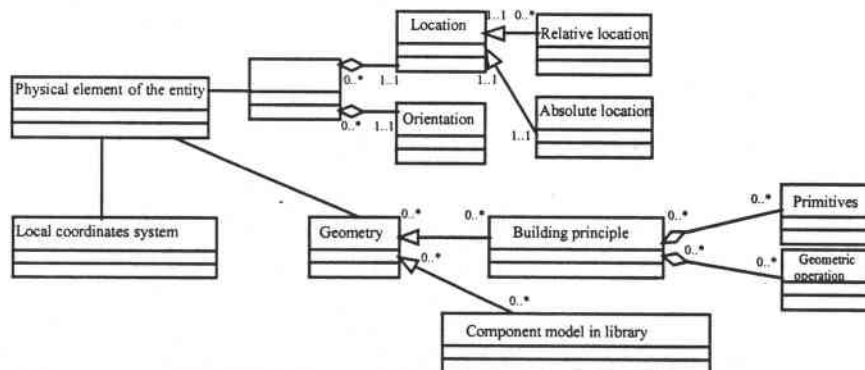 Location
1..1 0..*
Relative location
0..* 1..1
1..1
Physical element of the entity
0..* 1..1
Orientation
Absolute location
1..1
Local coordinates system
Geometry
0..* 0..*
Building principle
0..* 0..*
Primitives
0..* 0..*
Geometric
operation
0..*
0..*
Component model in library